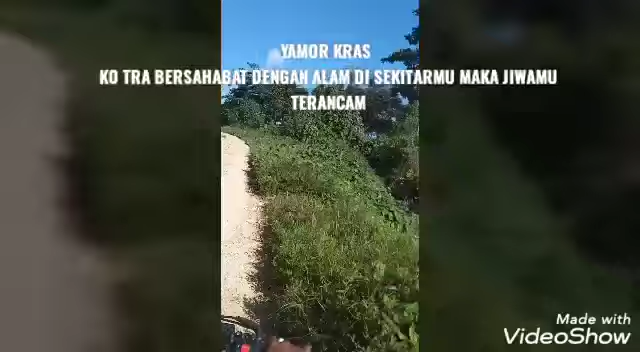 YAMOR KRAS
KO TRA BERSAHABAT DENGAN ALAM DI SEKITARMU MAKA JIWAMU
TERANCAM
Made with
VideoShow